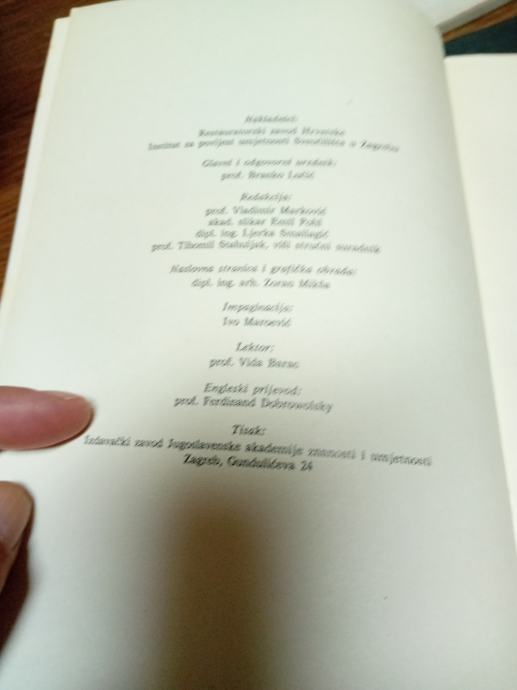 Nakladnici:
Restauratorski zavod Hrvatske
Institut za povijest umjetnosti Sveučilišta u Zagrebu
Glavni i odgovorni urednik:
prof. Branko Lučić
Redakcija:
prof. Vladimir Marković
akad. slikar Emil Pohl
dipl. ing. Ljerka Smailagić
prof. Tihomil Stahuljak, viši stručni suradnik
Naslovna stranica i grafička obrada:
dipl. ing. arh. Zoran Mikša
Impaginacija:
Ivo Maroević
Lektor:
prof. Vida Barac
Engleski prijevod:
prof. Ferdinand Dobrowolsky
Tisak:
Izdavački zavod Jugoslavenske akademije znanosti i umjetnosti
Zagreb, Gundulićeva 24